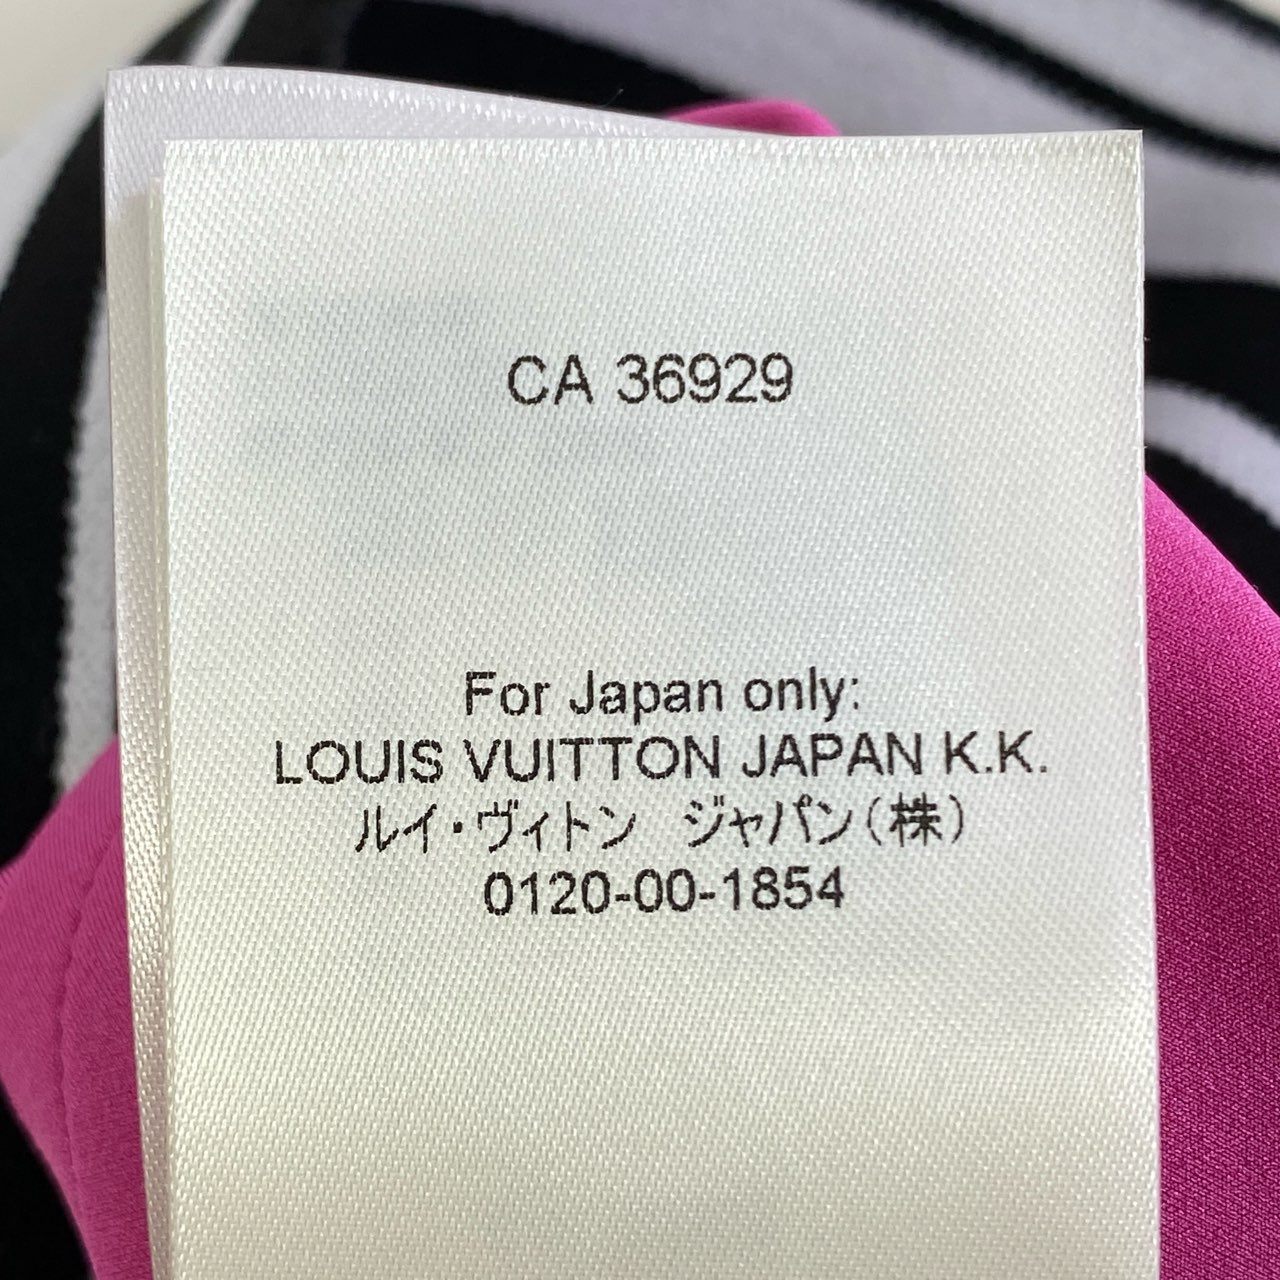 CA 36929
For Japan only:
LOUIS VUITTON JAPAN K.K.
ルイ・ヴィトン　ジャパン(株)
0120-00-1854